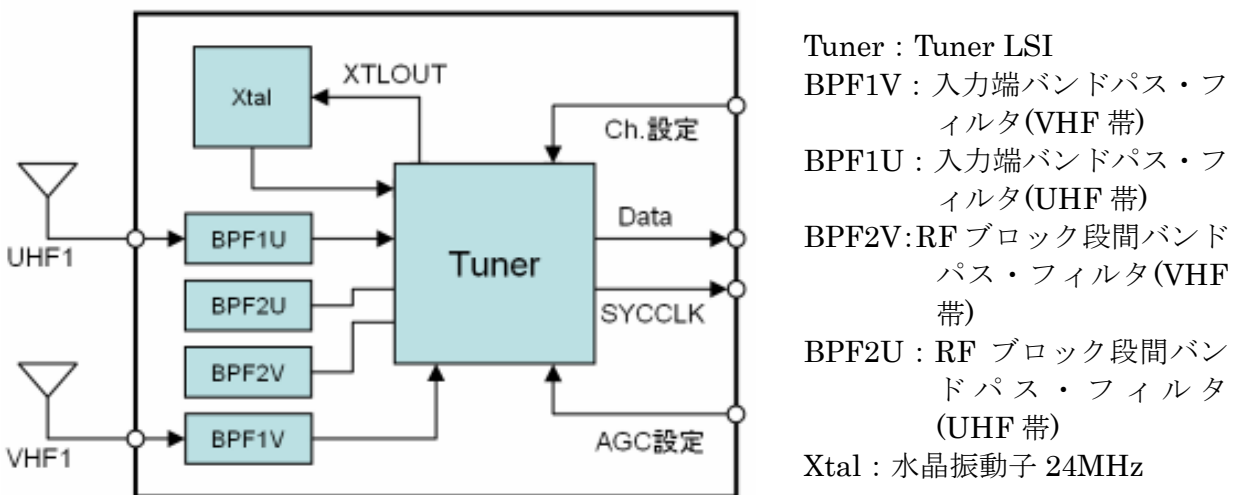 XTLOUT
Xtal
Ch.設定
UHF1
BPF1U
Data
Tuner
BPF2U
SYCCLK
BPF2V
VHF1
BPF1V
AGC設定
Tuner：Tuner LSI
BPF1V：入力端バンドパス・フ
ィルタ(VHF 帯)
BPF1U：入力端バンドパス・フ
ィルタ(UHF 帯)
BPF2V:RF ブロック段間バンド
パス・フィルタ(VHF
帯)
BPF2U：RF ブロック段間バン
ドパス・フィルタ
(UHF 帯)
Xtal：水晶振動子 24MHz